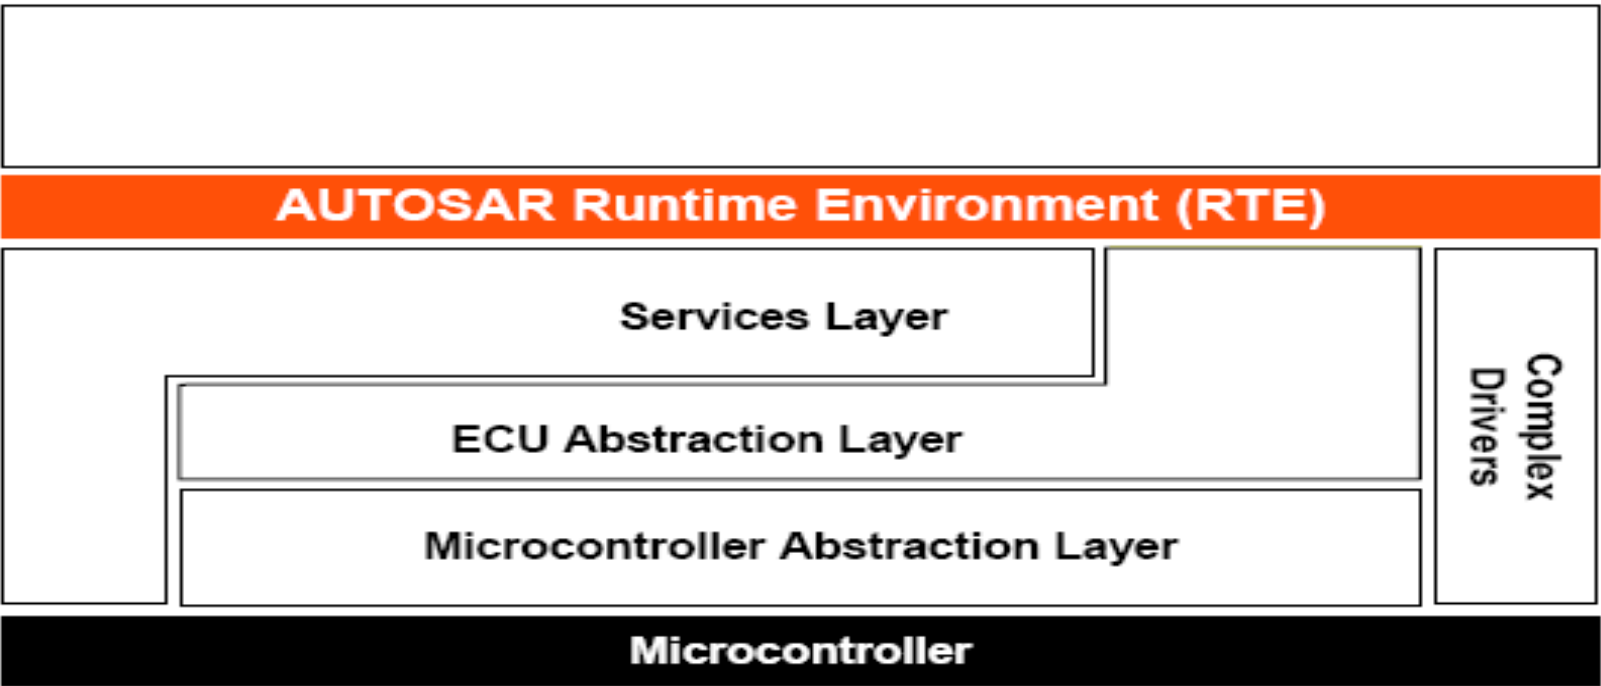 AUTOSAR Runtime Environment (RTE)
Services Layer
ECU Abstraction Layer
Complex
Drivers
Microcontroller Abstraction Layer
Microcontroller